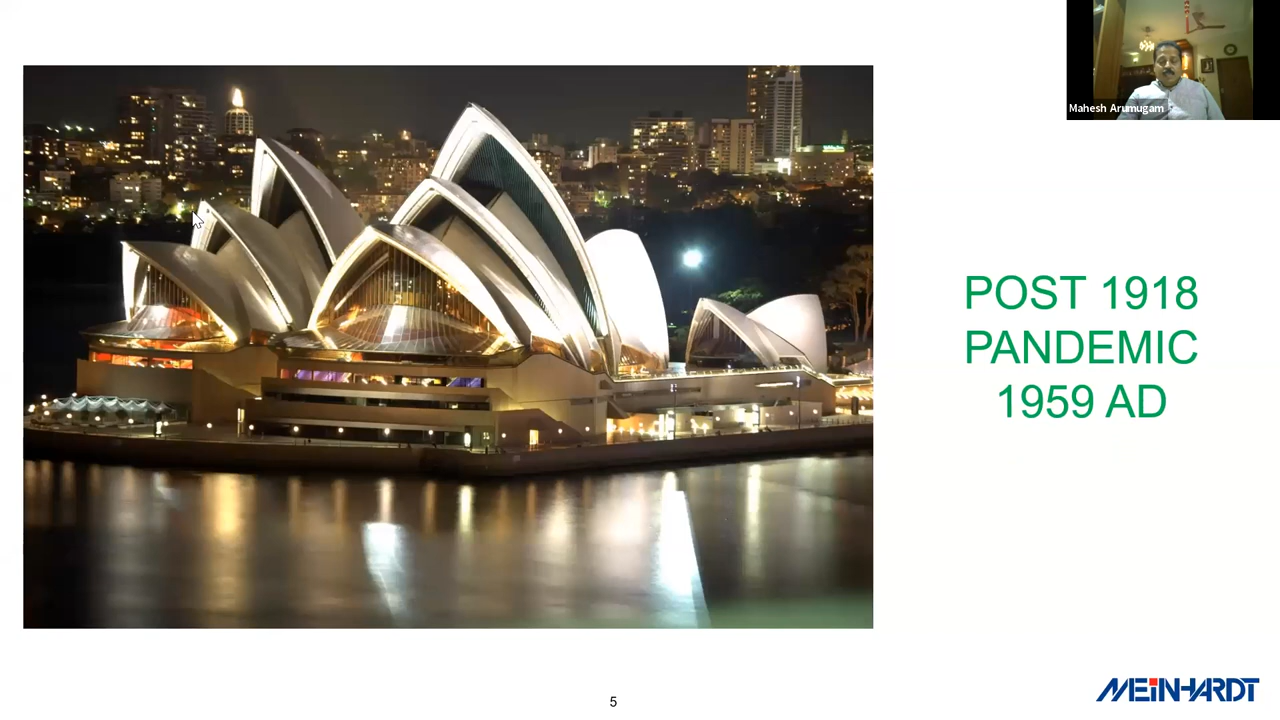 Mahesh Arumugam
POST 1918
PANDEMIC
1959 AD
5
MEINHARDT